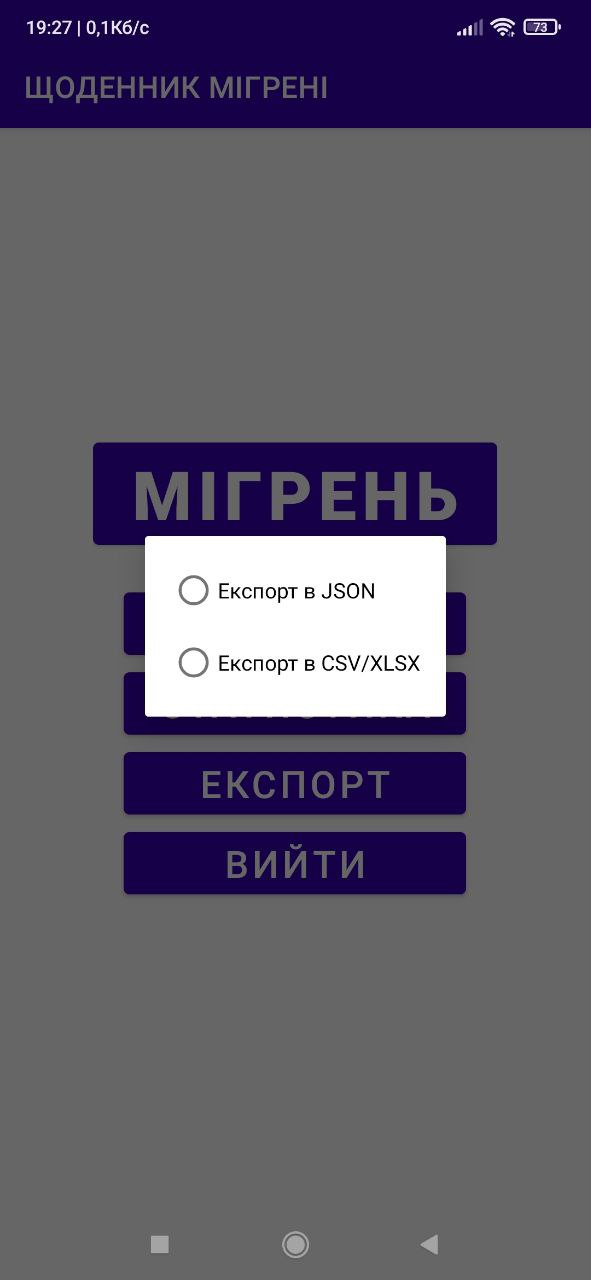 19:27 | 0,1Кб/с
73
ЩОДЕННИК МІГРЕНІ
МІГРЕНЬ
Експорт в JSON
Експорт в CSV/XLSX
ЕКСПОРТ
ВИЙТИ